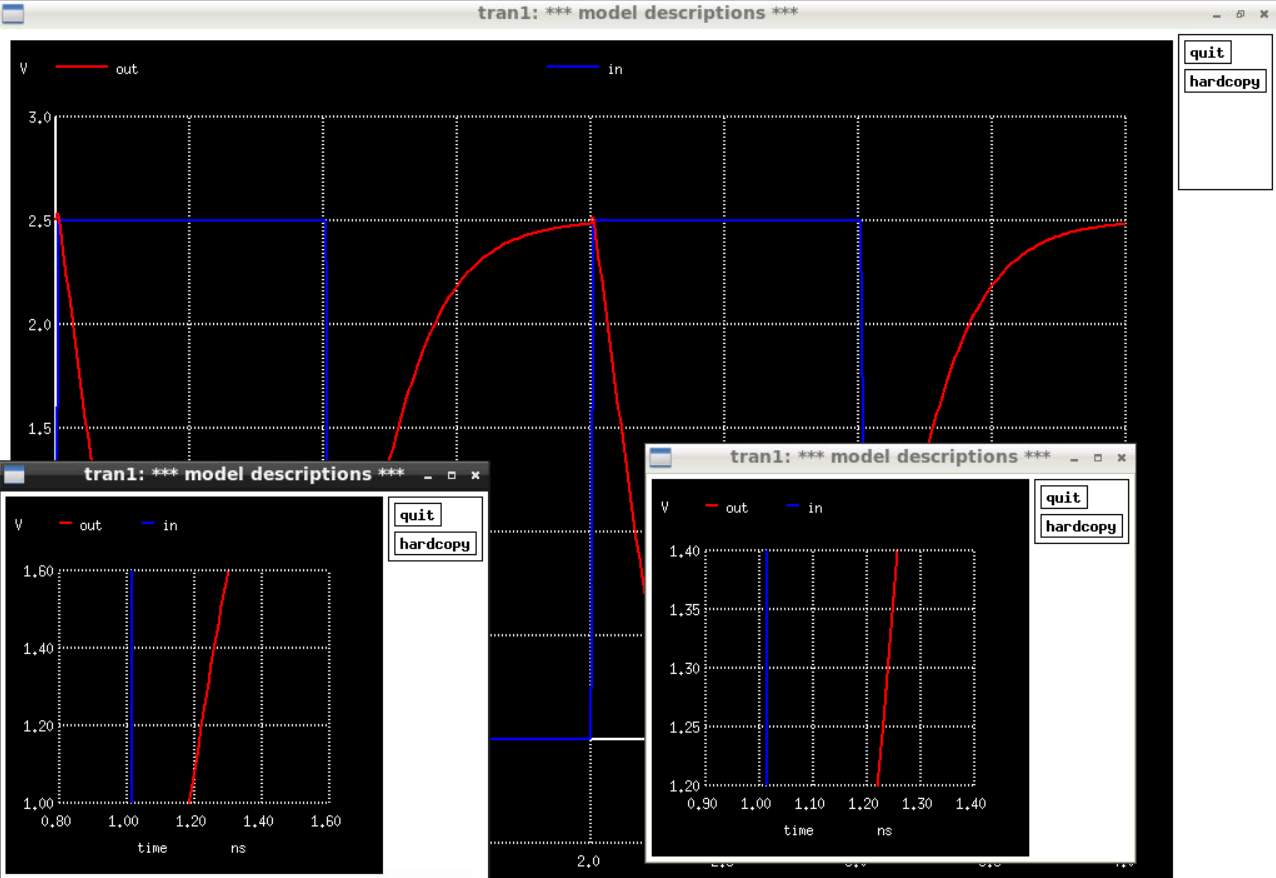 tran1: *** model descriptions ***
quit
hardcopy
V out in
3.0
2.5
2.0
1.5
2.0
tran1: *** model descriptions ***
quit
hardcopy
V out in
1.60
1.40
1.20
1.00
0.80 1.00 1.20 1.40 1.60
time ns
tran1: *** model descriptions ***
quit
hardcopy
V out in
1.40
1.35
1.30
1.25
1.20
0.90 1.00 1.10 1.20 1.30 1.40
time ns